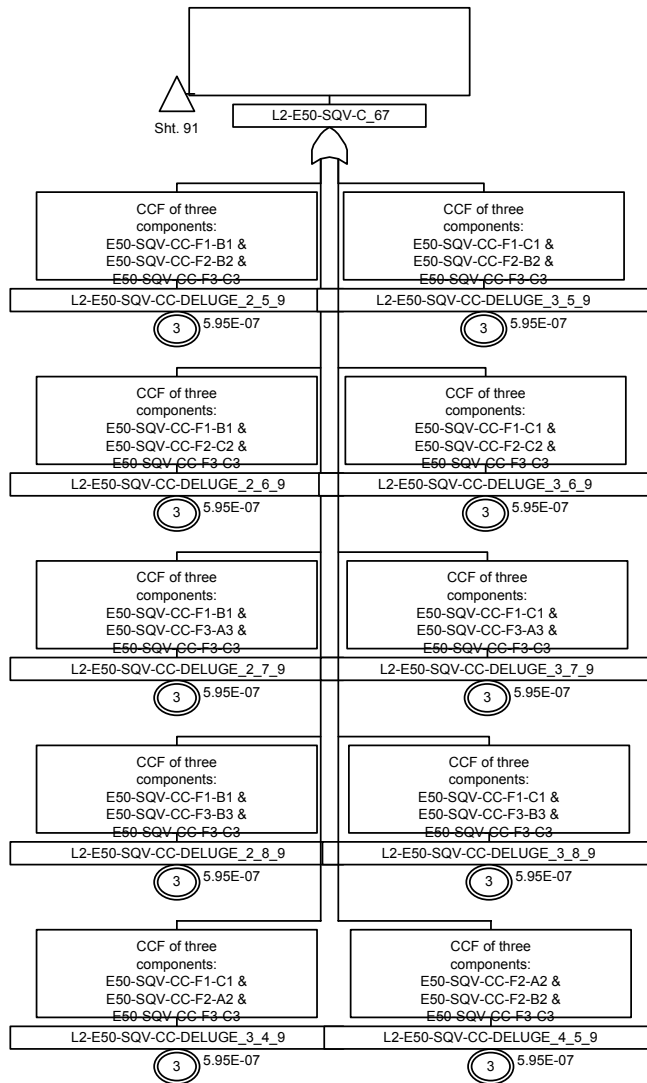 Sht. 91
L2-E50-SQV-C_67
CCF of three
components:
E50-SQV-CC-F1-B1 &
E50-SQV-CC-F2-B2 &
E50-SQV-CC-F3-C3
L2-E50-SQV-CC-DELUGE_2_5_9
3
5.95E-07
CCF of three
components:
E50-SQV-CC-F1-C1 &
E50-SQV-CC-F2-B2 &
E50-SQV-CC-F3-C3
L2-E50-SQV-CC-DELUGE_3_5_9
3
5.95E-07
CCF of three
components:
E50-SQV-CC-F1-B1 &
E50-SQV-CC-F2-C2 &
E50-SQV-CC-F3-C3
L2-E50-SQV-CC-DELUGE_2_6_9
3
5.95E-07
CCF of three
components:
E50-SQV-CC-F1-C1 &
E50-SQV-CC-F2-C2 &
E50-SQV-CC-F3-C3
L2-E50-SQV-CC-DELUGE_3_6_9
3
5.95E-07
CCF of three
components:
E50-SQV-CC-F1-B1 &
E50-SQV-CC-F3-A3 &
E50-SQV-CC-F3-C3
L2-E50-SQV-CC-DELUGE_2_7_9
3
5.95E-07
CCF of three
components:
E50-SQV-CC-F1-C1 &
E50-SQV-CC-F3-A3 &
E50-SQV-CC-F3-C3
L2-E50-SQV-CC-DELUGE_3_7_9
3
5.95E-07
CCF of three
components:
E50-SQV-CC-F1-B1 &
E50-SQV-CC-F3-B3 &
E50-SQV-CC-F3-C3
L2-E50-SQV-CC-DELUGE_2_8_9
3
5.95E-07
CCF of three
components:
E50-SQV-CC-F1-C1 &
E50-SQV-CC-F3-B3 &
E50-SQV-CC-F3-C3
L2-E50-SQV-CC-DELUGE_3_8_9
3
5.95E-07
CCF of three
components:
E50-SQV-CC-F1-C1 &
E50-SQV-CC-F2-A2 &
E50-SQV-CC-F3-C3
L2-E50-SQV-CC-DELUGE_3_4_9
3
5.95E-07
CCF of three
components:
E50-SQV-CC-F2-A2 &
E50-SQV-CC-F2-B2 &
E50-SQV-CC-F3-C3
L2-E50-SQV-CC-DELUGE_4_5_9
3
5.95E-07